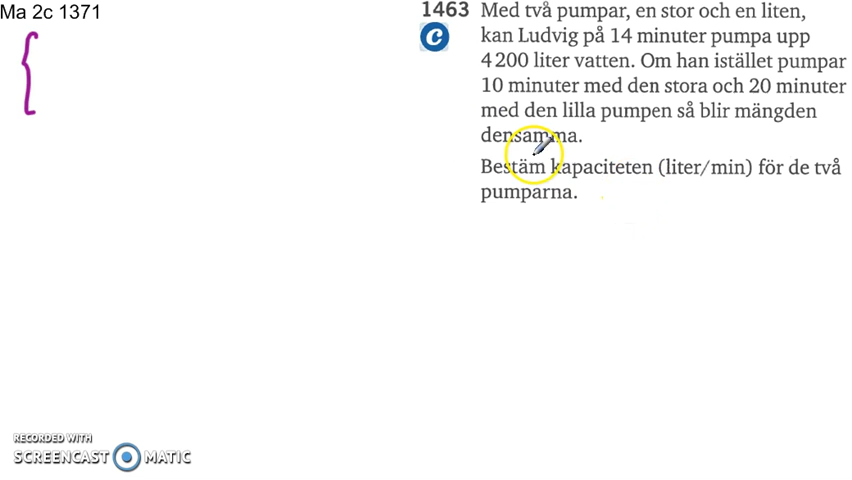 Ma 2c 1371
1463 Med två pumpar, en stor och en liten,
C kan Ludvig på 14 minuter pumpa upp
4 200 liter vatten. Om han istället pumpar
10 minuter med den stora och 20 minuter
med den lilla pumpen så blir mängden
densamma.
Bestäm kapaciteten (liter/min) för de två
pumparna.
{
RECORDED WITH
SCREENCAST MATIC